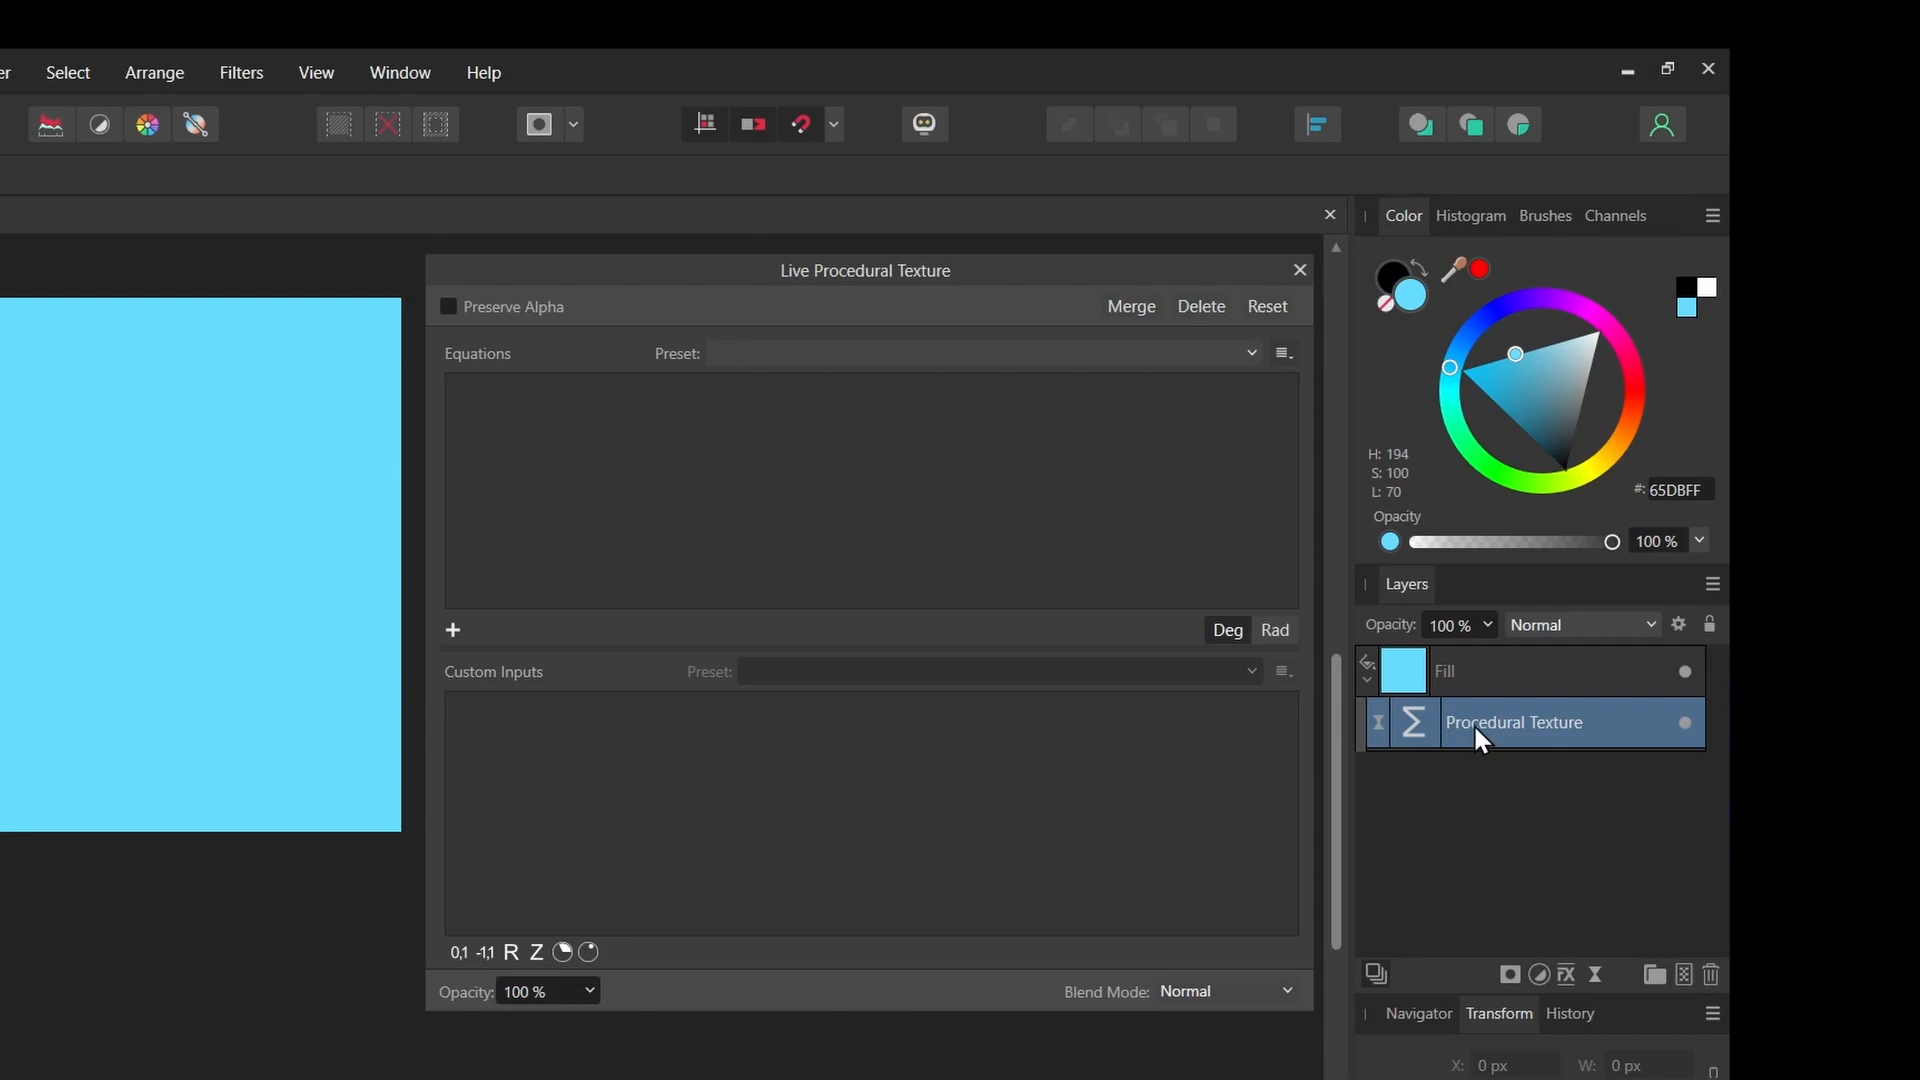 er Select Arrange Filters View Window Help
Color Histogram Brushes Channels
Live Procedural Texture
Preserve Alpha Merge Delete Reset
Equations Preset:
H: 194
S: 100
L: 70
#: 65DBFF
Opacity
100 %
Layers
Opacity: 100 % Normal
Deg Rad
Custom Inputs Preset:
Fill
Procedural Texture
0,1 -1,1 R Z
Opacity: 100 % Blend Mode: Normal
Navigator Transform History
X: 0 px W: 0 px